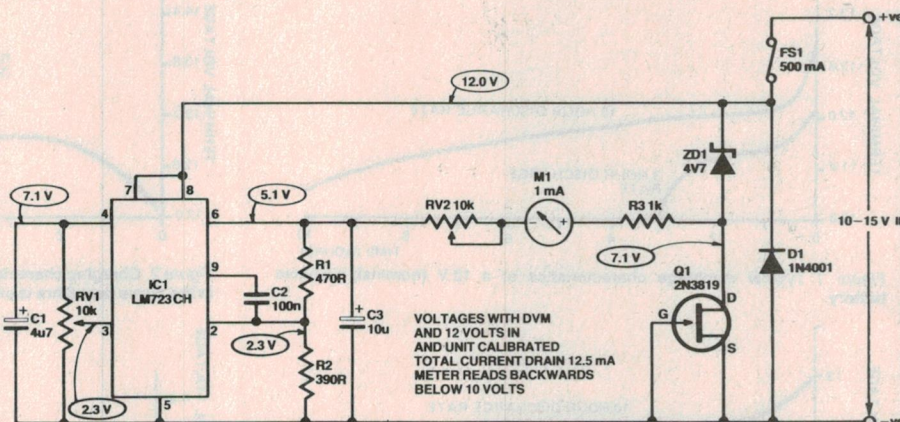 +ve
FS1
500 mA
12.0 V
ZD1
4V7
7
8
M1
1 mA
7.1 V
5.1 V
4
6
RV2 10k
-
+
R3 1k
10–15 V I
7.1 V
R1
470R
9
D1
1N4001
IC1
LM723 CH
C2
100n
RV1
10k
+
C1
4u7
+
C3
10u
Q1
2N3819
D
G
S
3
2
2.3 V
R2
390R
VOLTAGES WITH DVM
AND 12 VOLTS IN
AND UNIT CALIBRATED
TOTAL CURRENT DRAIN 12.5 mA
METER READS BACKWARDS
BELOW 10 VOLTS
2.3 V
5
-ve